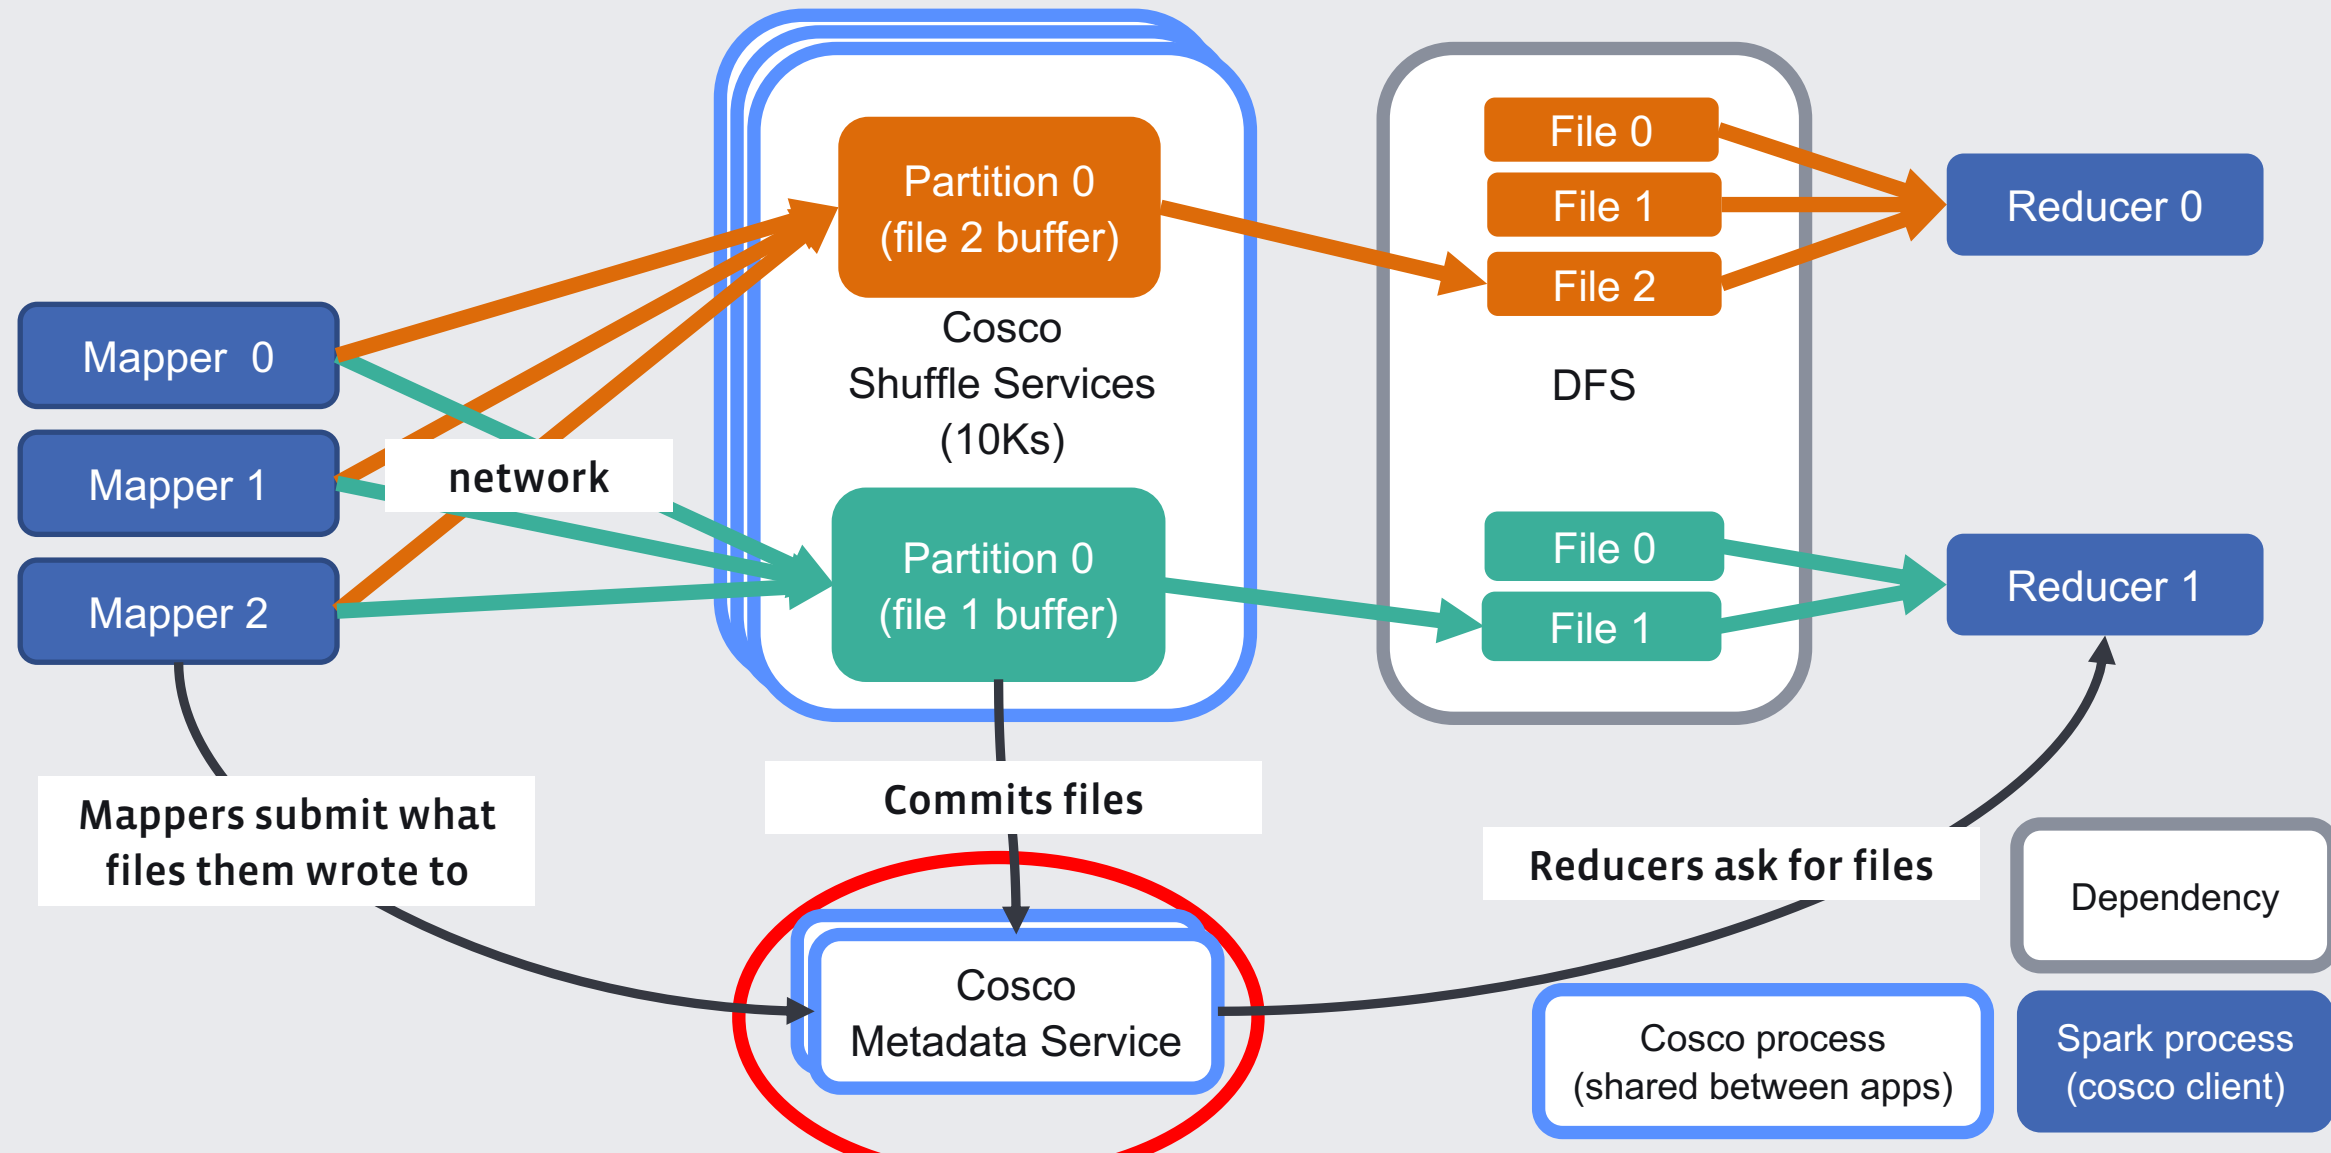 Mapper 0
Mapper 1
Mapper 2
network
Partition 0
(file 2 buffer)
Cosco
Shuffle Services
(10Ks)
Partition 0
(file 1 buffer)
File 0
File 1
File 2
DFS
File 0
File 1
Reducer 0
Reducer 1
Mappers submit what
files them wrote to
Commits files
Reducers ask for files
Cosco
Metadata Service
Dependency
Cosco process
(shared between apps)
Spark process
(cosco client)